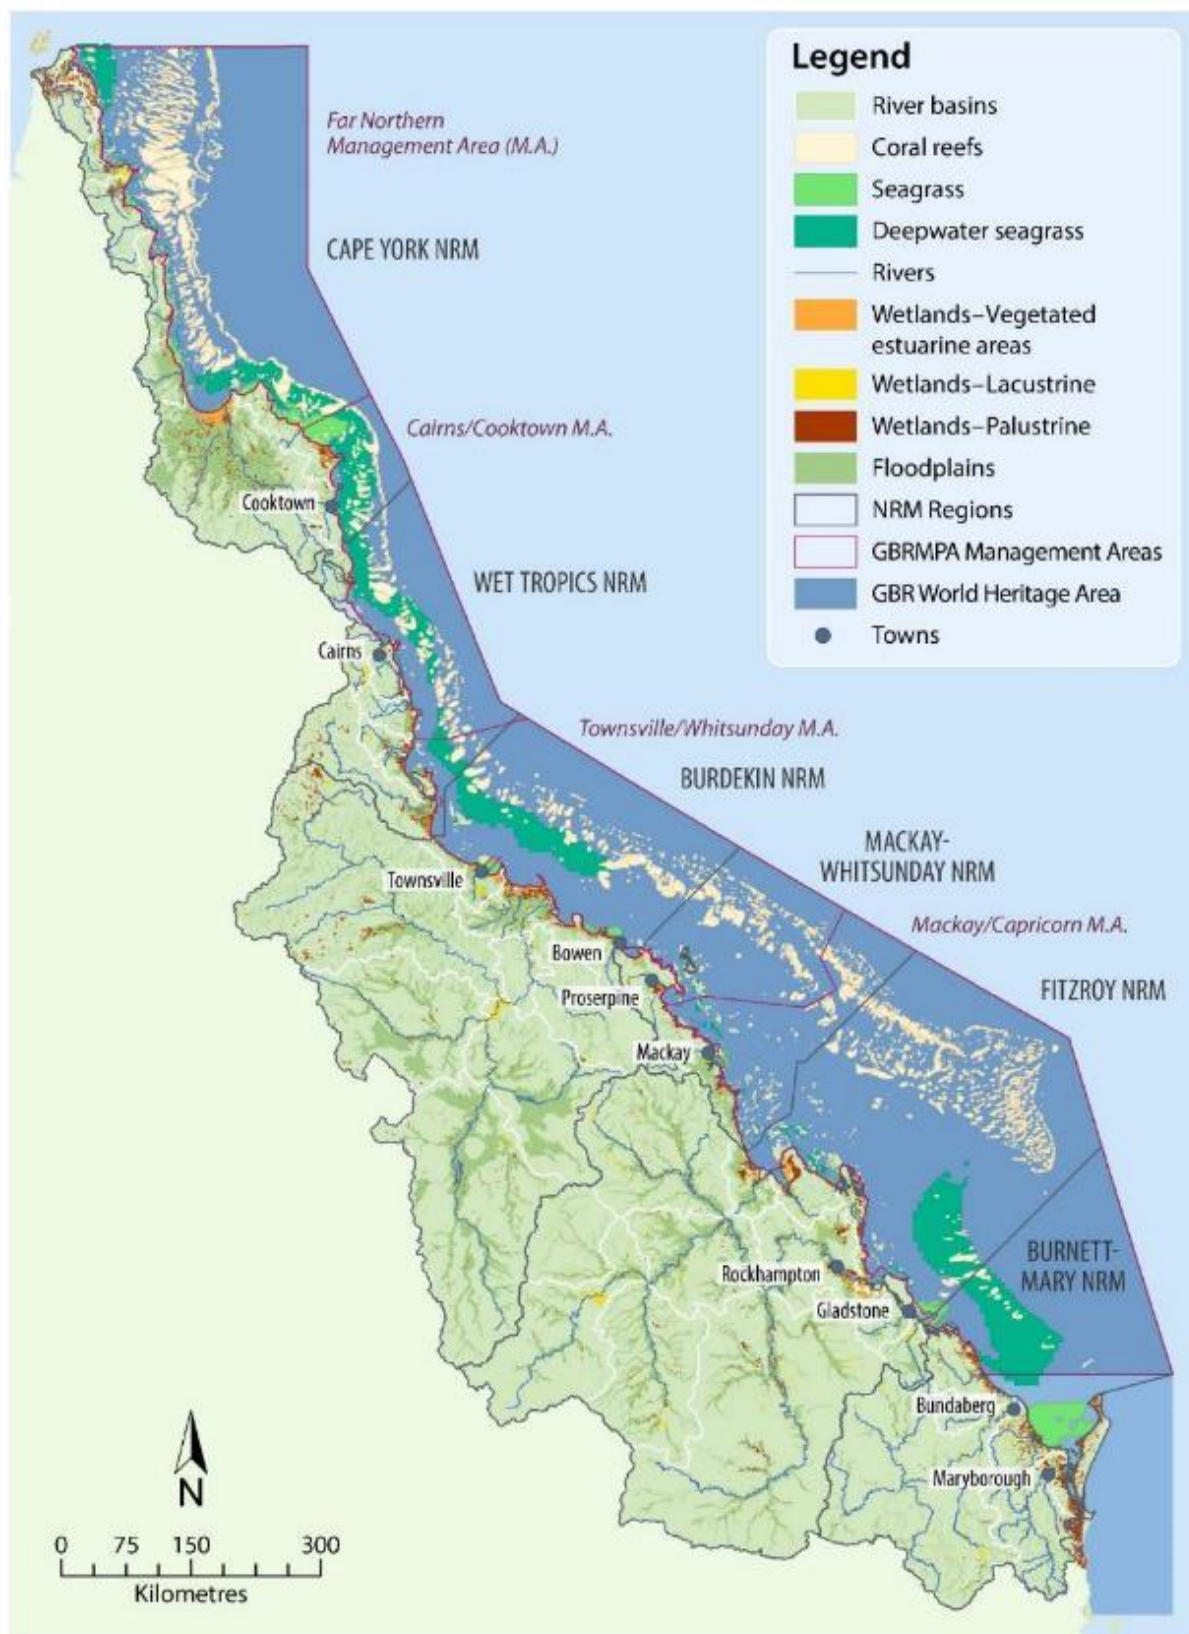 Legend
River basins
Coral reefs
Seagrass
Deepwater seagrass
Rivers
Wetlands–Vegetated
estuarine areas
Wetlands–Lacustrine
Wetlands–Palustrine
Floodplains
NRM Regions
GBRMPA Management Areas
GBR World Heritage Area
Towns
Far Northern
Management Area (M.A.)
CAPE YORK NRM
Cairns/Cooktown M.A.
Cooktown
WET TROPICS NRM
Cairns
Townsville/Whitsunday M.A.
BURDEKIN NRM
MACKAY-
WHITSUNDAY NRM
Townsville
Mackay/Capricorn M.A.
Bowen
FITZROY NRM
Proserpine
Mackay
BURNETT-
MARY NRM
Rockhampton
Gladstone
Bundaberg
Maryborough
N
0 75 150 300
Kilometres